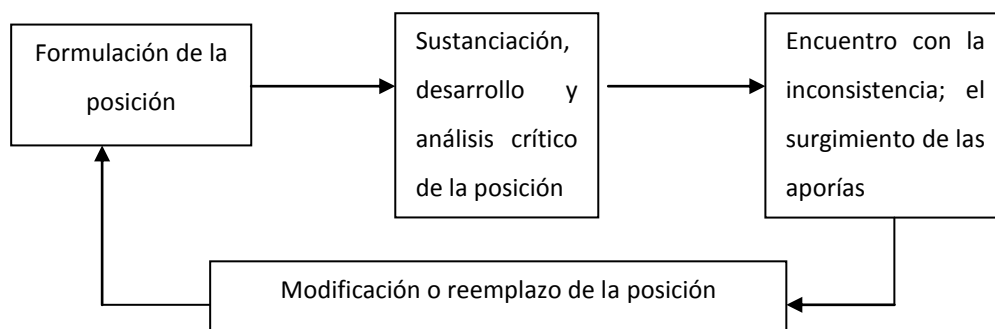 Formulación de la
posición
Sustanciación,
desarrollo y
análisis crítico
de la posición
Encuentro con la
inconsistencia; el
surgimiento de las
aporías
Modificación o reemplazo de la posición